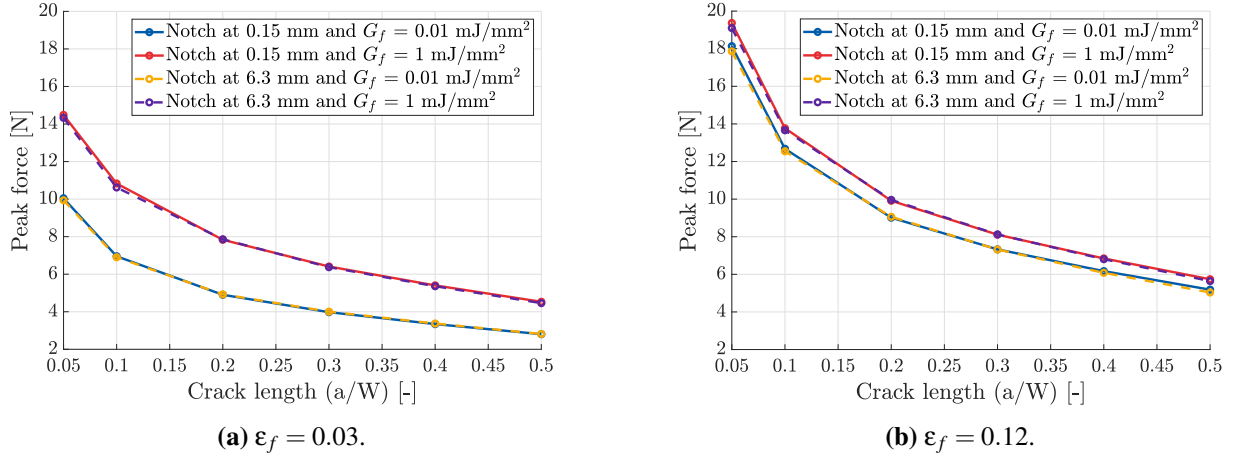 20
18
16
14
12
10
8
6
4
2
Peak force [N]
Notch at 0.15 mm and G_f = 0.01 mJ/mm²
Notch at 0.15 mm and G_f = 1 mJ/mm²
Notch at 6.3 mm and G_f = 0.01 mJ/mm²
Notch at 6.3 mm and G_f = 1 mJ/mm²
0.05 0.1 0.15 0.2 0.25 0.3 0.35 0.4 0.45 0.5
Crack length (a/W) [-]
(a) ε_f = 0.03.
20
18
16
14
12
10
8
6
4
2
Peak force [N]
Notch at 0.15 mm and G_f = 0.01 mJ/mm²
Notch at 0.15 mm and G_f = 1 mJ/mm²
Notch at 6.3 mm and G_f = 0.01 mJ/mm²
Notch at 6.3 mm and G_f = 1 mJ/mm²
0.05 0.1 0.15 0.2 0.25 0.3 0.35 0.4 0.45 0.5
Crack length (a/W) [-]
(b) ε_f = 0.12.